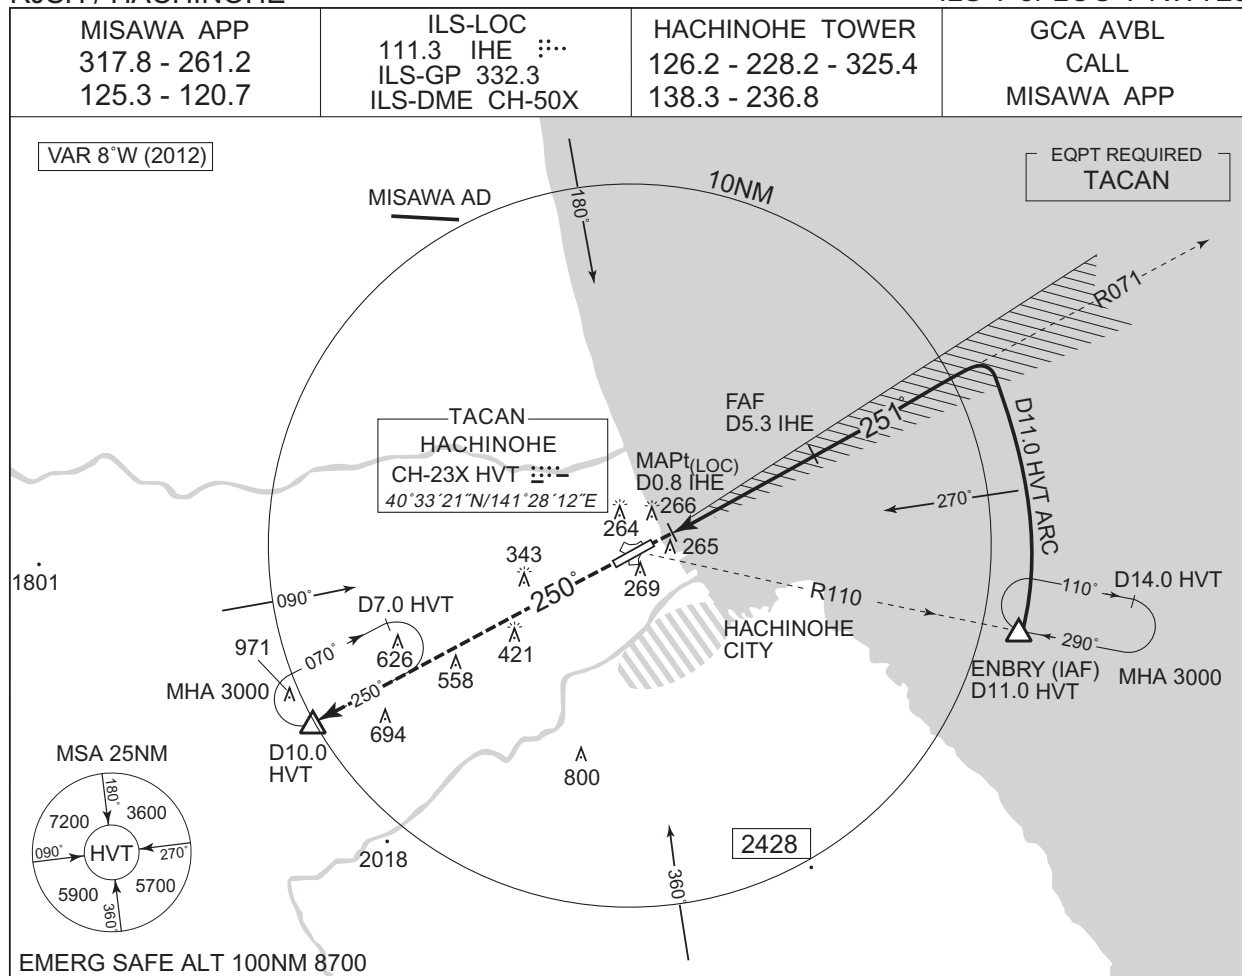 MISAWA APP
317.8 - 261.2
125.3 - 120.7
ILS-LOC
111.3 IHE
ILS-GP 332.3
ILS-DME CH-50X
HACHINOHE TOWER
126.2 - 228.2 - 325.4
138.3 - 236.8
GCA AVBL
CALL
MISAWA APP
VAR 8°W (2012)
EQPT REQUIRED
TACAN
MISAWA AD
10NM
180°
R071
FAF
D5.3 IHE
251°
D11.0 HVT ARC
TACAN
HACHINOHE
CH-23X HVT
40°33´21˝N/141°28´12˝E
MAPt(LOC)
D0.8 IHE
270°
264
266
265
269
343
1801
090°
D7.0 HVT
250°
R110
110°
D14.0 HVT
971
070°
626
421
558
HACHINOHE
CITY
290°
MHA 3000
250°
ENBRY (IAF)
D11.0 HVT
MHA 3000
694
D10.0
HVT
800
MSA 25NM
180°
7200
3600
090°
HVT
270°
5900
5700
360°
2018
2428
360°
EMERG SAFE ALT 100NM 8700